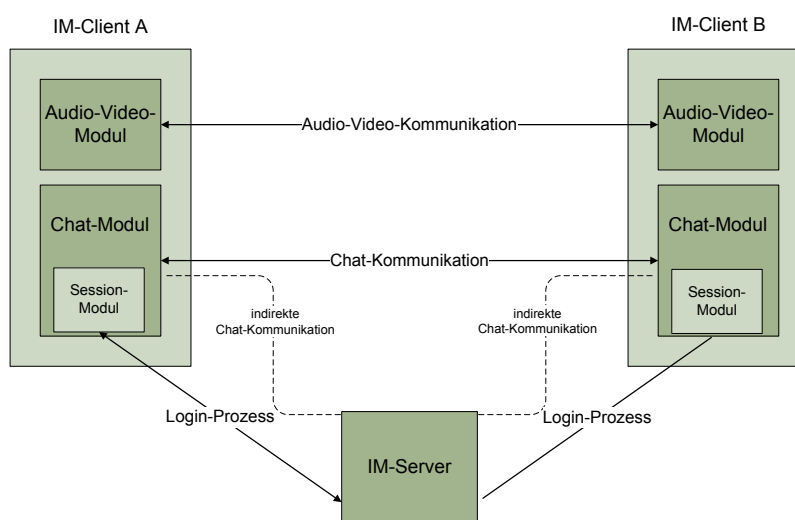 IM-Client A
IM-Client B
Audio-Video-
Modul
Audio-Video-Kommunikation
Audio-Video-
Modul
Chat-Modul
Chat-Kommunikation
Chat-Modul
Session-
Modul
indirekte
Chat-Kommunikation
indirekte
Chat-Kommunikation
Session-
Modul
Login-Prozess
Login-Prozess
IM-Server